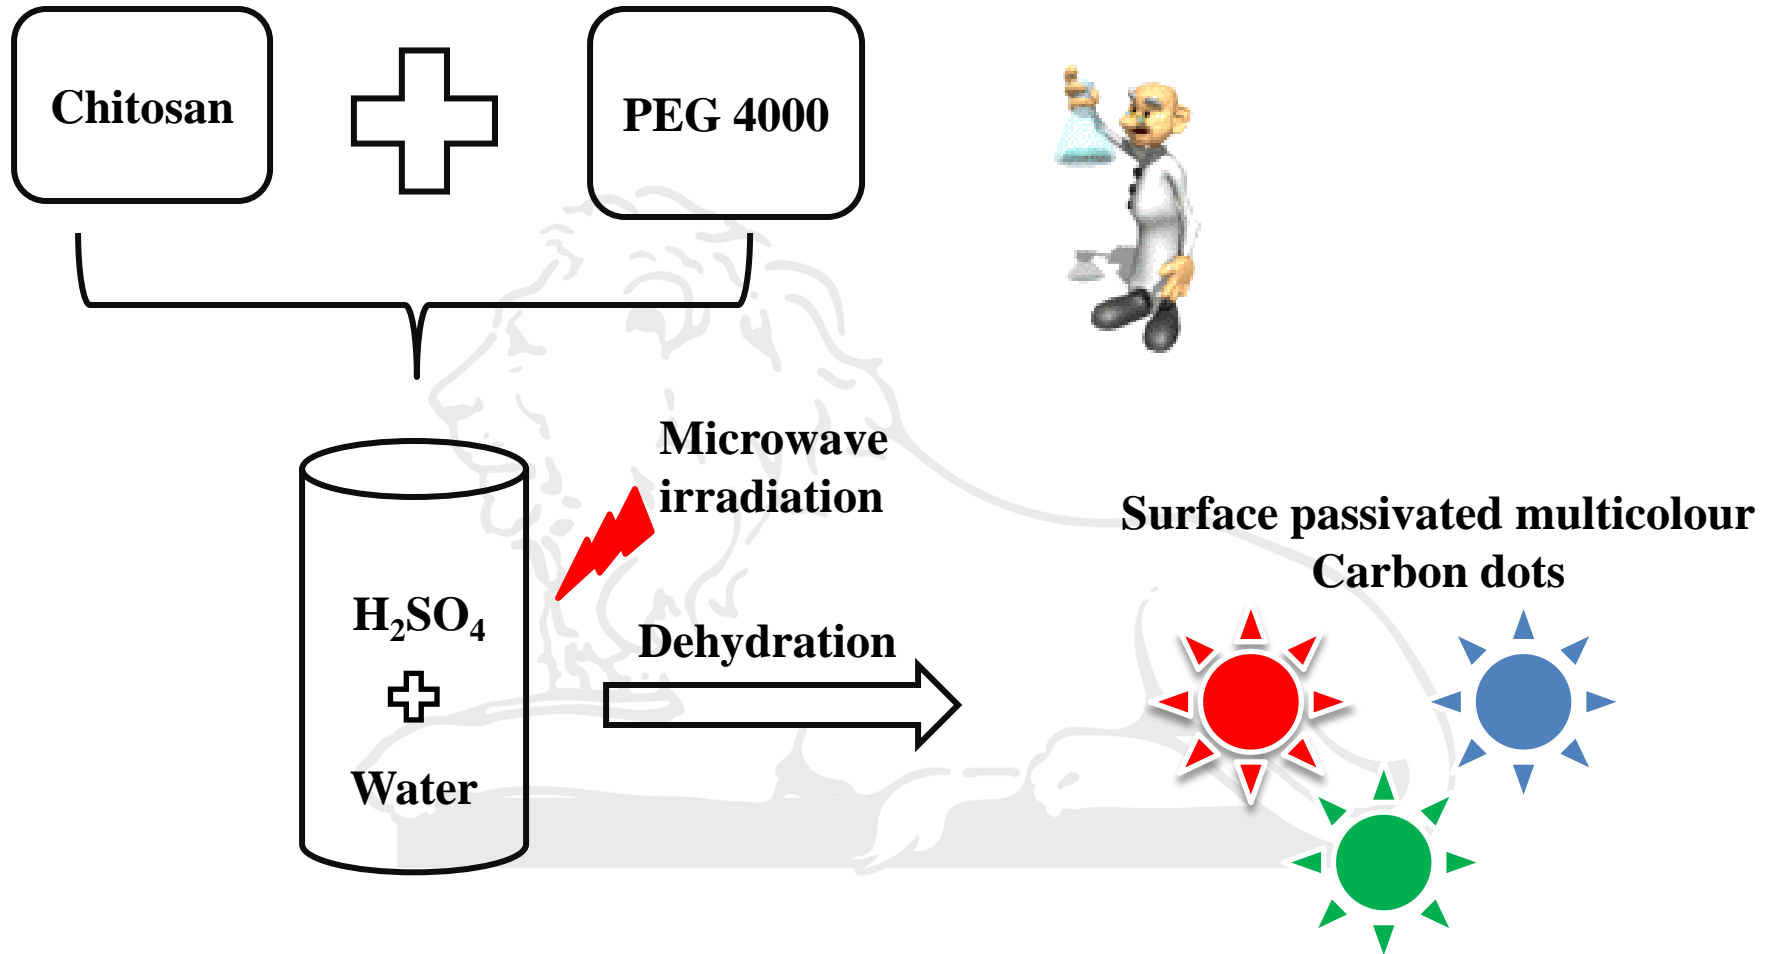 Chitosan
PEG 4000
Microwave
irradiation
H₂SO₄
Water
Dehydration
Surface passivated multicolour
Carbon dots